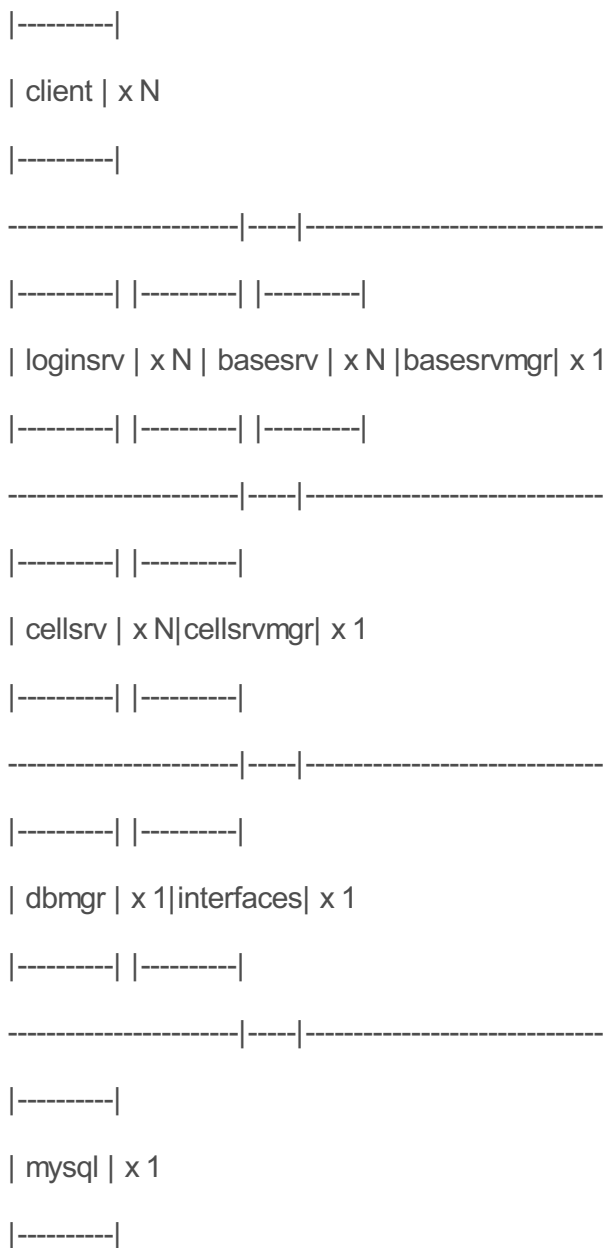 |----------|
| client | x N
|----------|
------------------------|-----|-------------------------------
|----------| |----------| |----------|
| loginsrv | x N | basesrv | x N |basesrvmgr| x 1
|----------| |----------| |----------|
------------------------|-----|-------------------------------
|----------| |----------|
| cellsrv | x N|cellsrvmgr| x 1
|----------| |----------|
------------------------|-----|-------------------------------
|----------| |----------|
| dbmgr | x 1|interfaces| x 1
|----------| |----------|
------------------------|-----|-------------------------------
|----------|
| mysql | x 1
|----------|